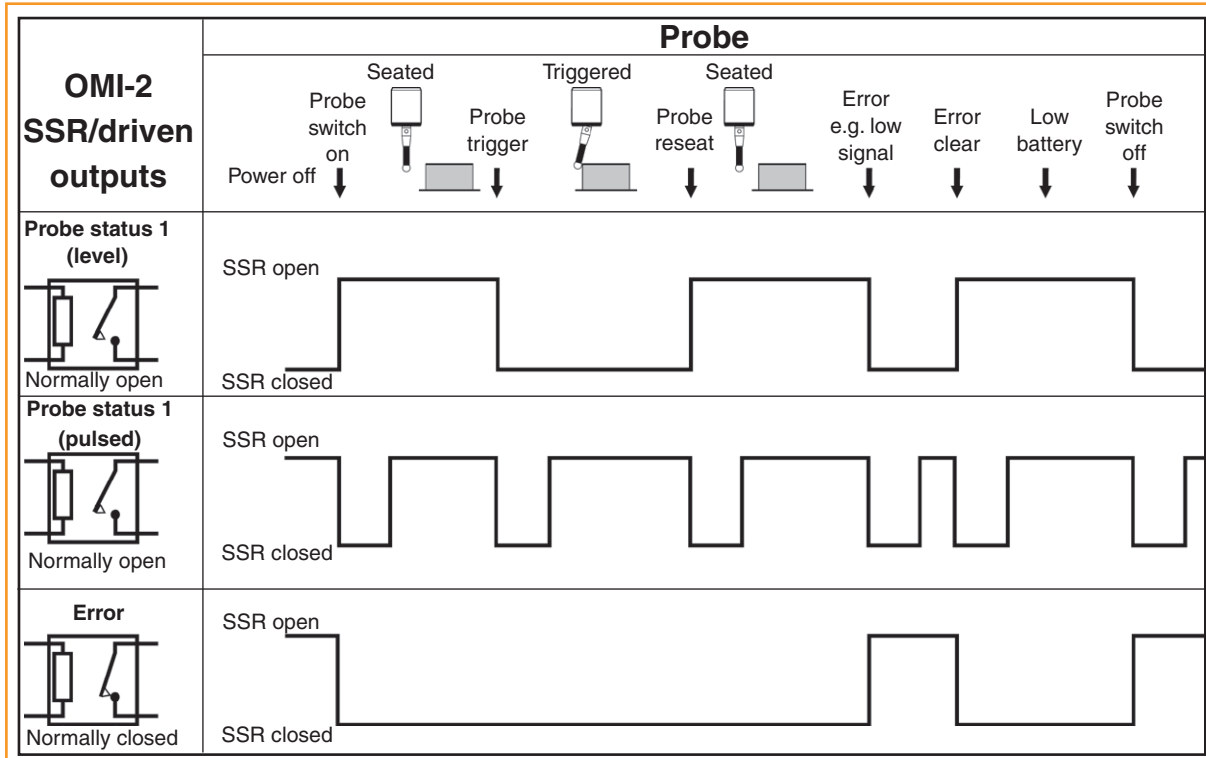 Probe
OMI-2
SSR/driven
outputs
Seated
Triggered
Seated
Probe
switch
on
Probe
trigger
Probe
reseat
Error
e.g. low
signal
Error
clear
Low
battery
Probe
switch
off
Power off
Probe status 1
(level)
Normally open
SSR open
SSR closed
Probe status 1
(pulsed)
Normally open
SSR open
SSR closed
Error
Normally closed
SSR open
SSR closed